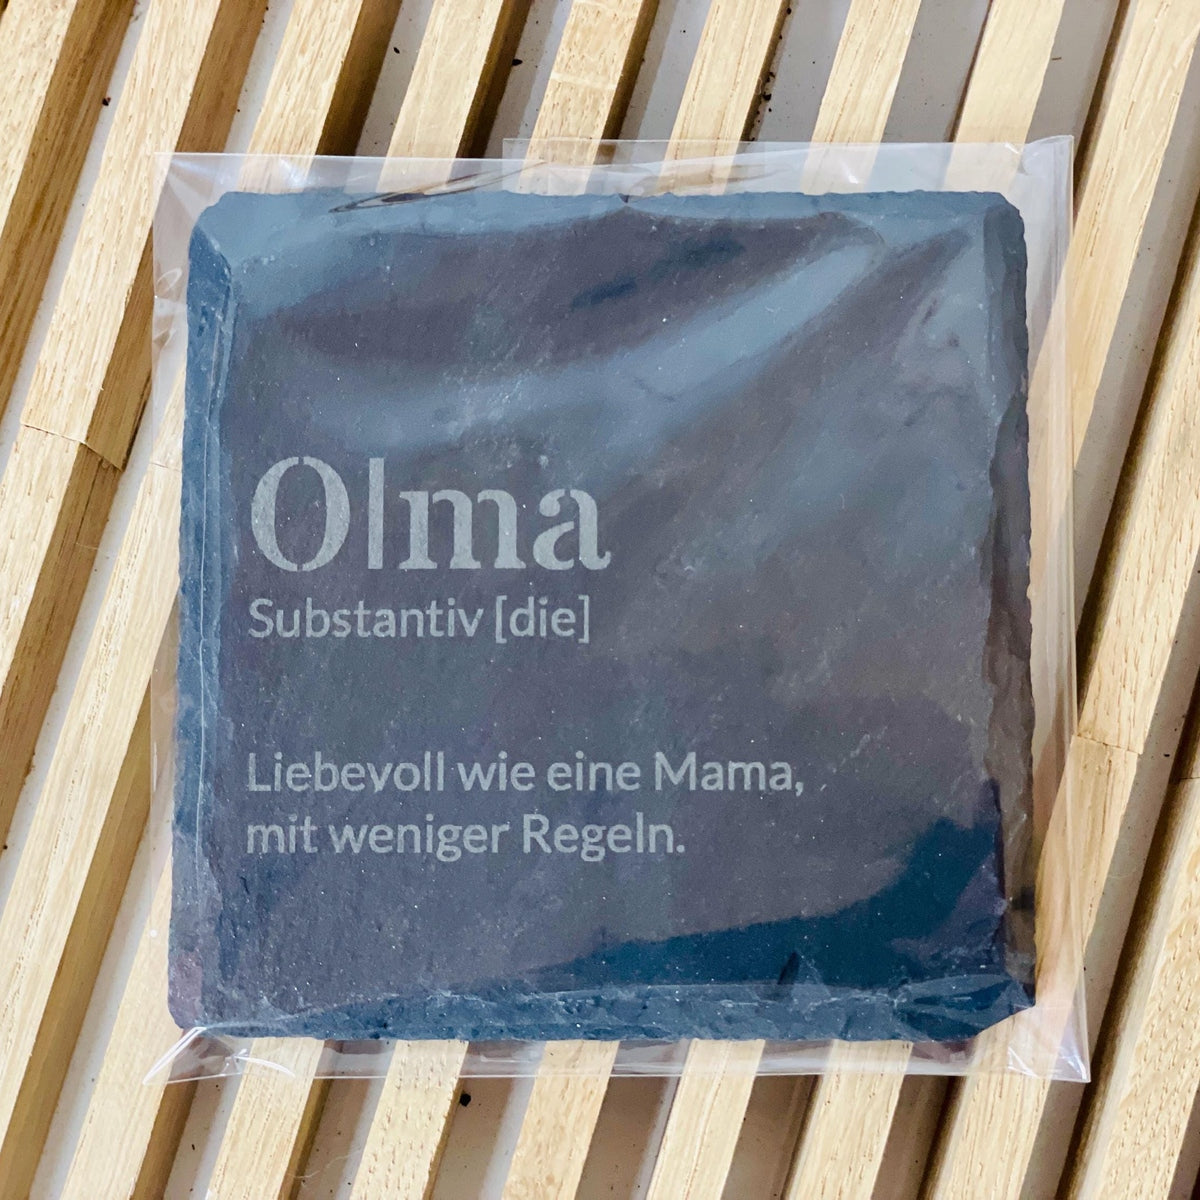 O|ma
Substantiv [die]
Liebevoll wie eine Mama,
mit weniger Regeln.